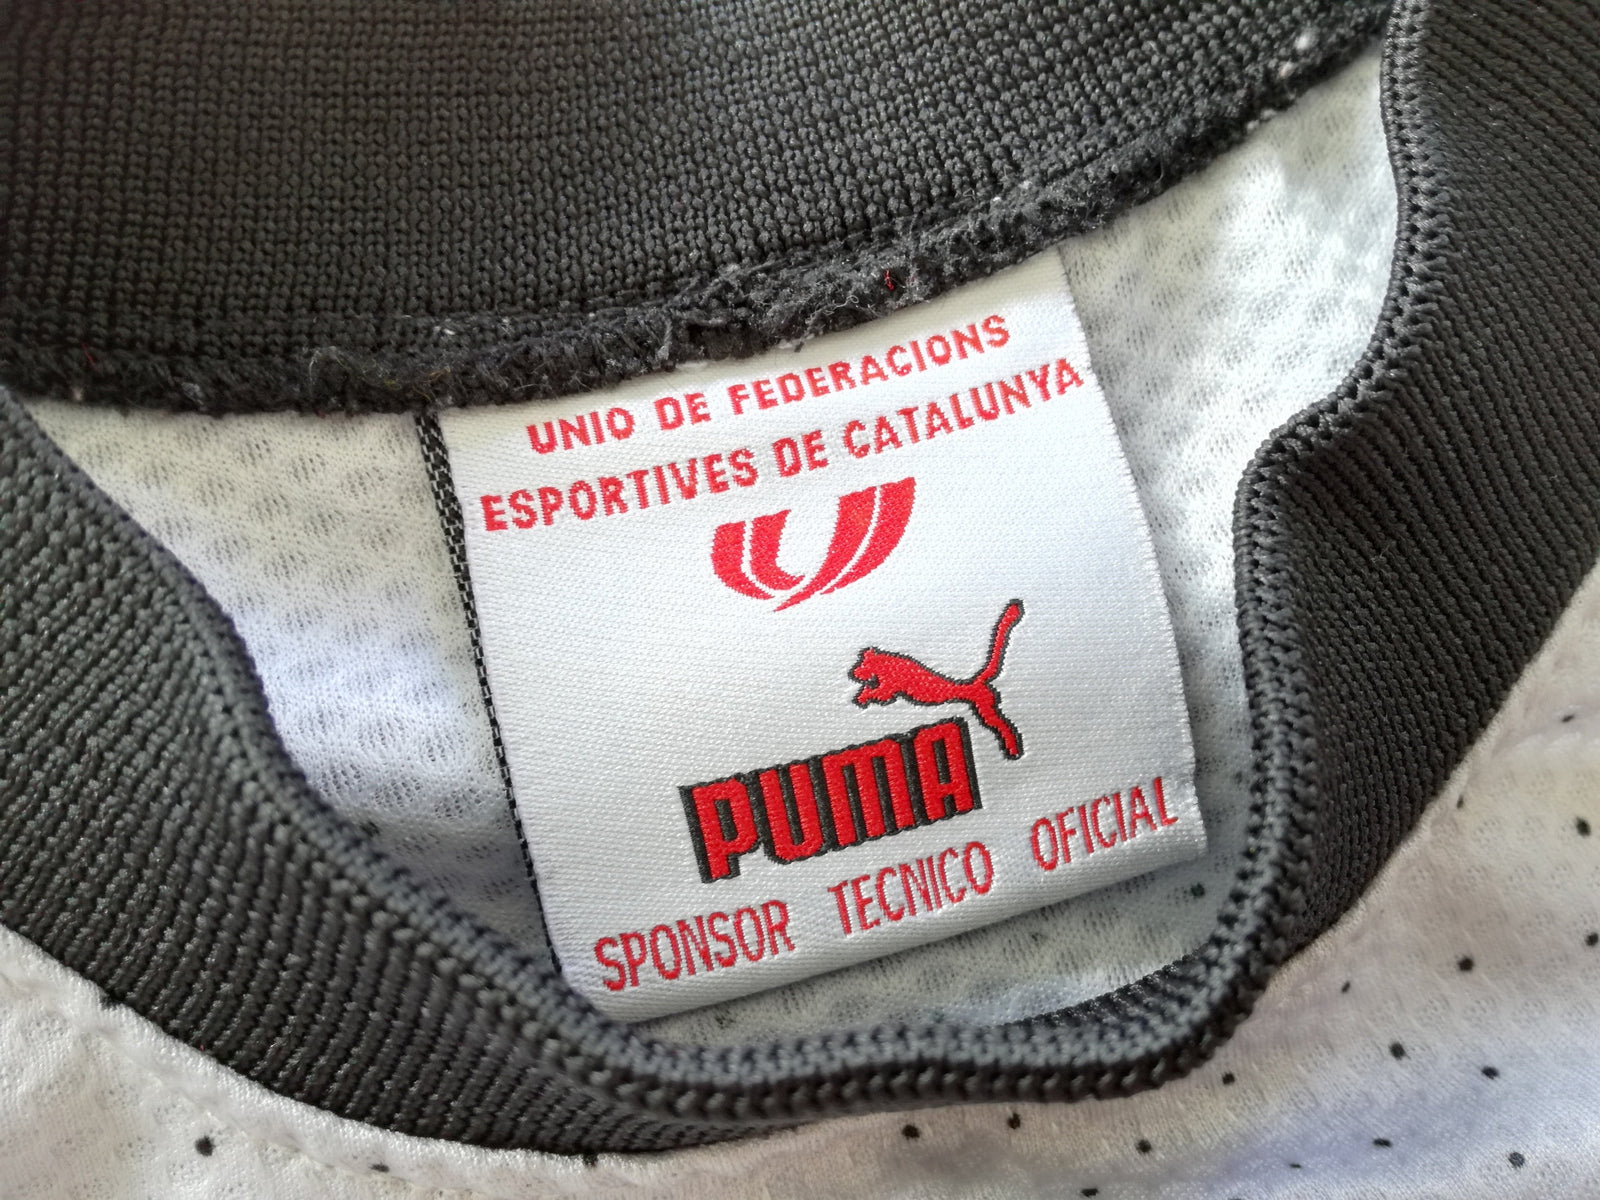 UNIO DE FEDERACIONS
ESPORTIVES DE CATALUNYA
PUMA
SPONSOR TECNICO OFICIAL